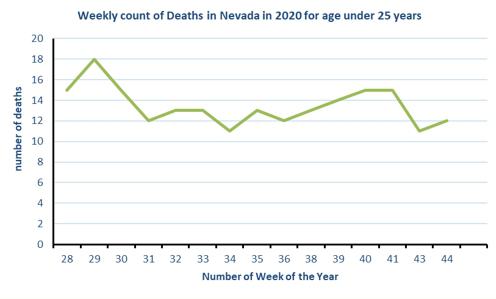 Weekly count of Deaths in Nevada in 2020 for age under 25 years
20
18
16
14
12
10
8
6
4
2
0
number of deaths
28 29 30 31 32 33 34 35 36 38 39 40 41 43 44
Number of Week of the Year